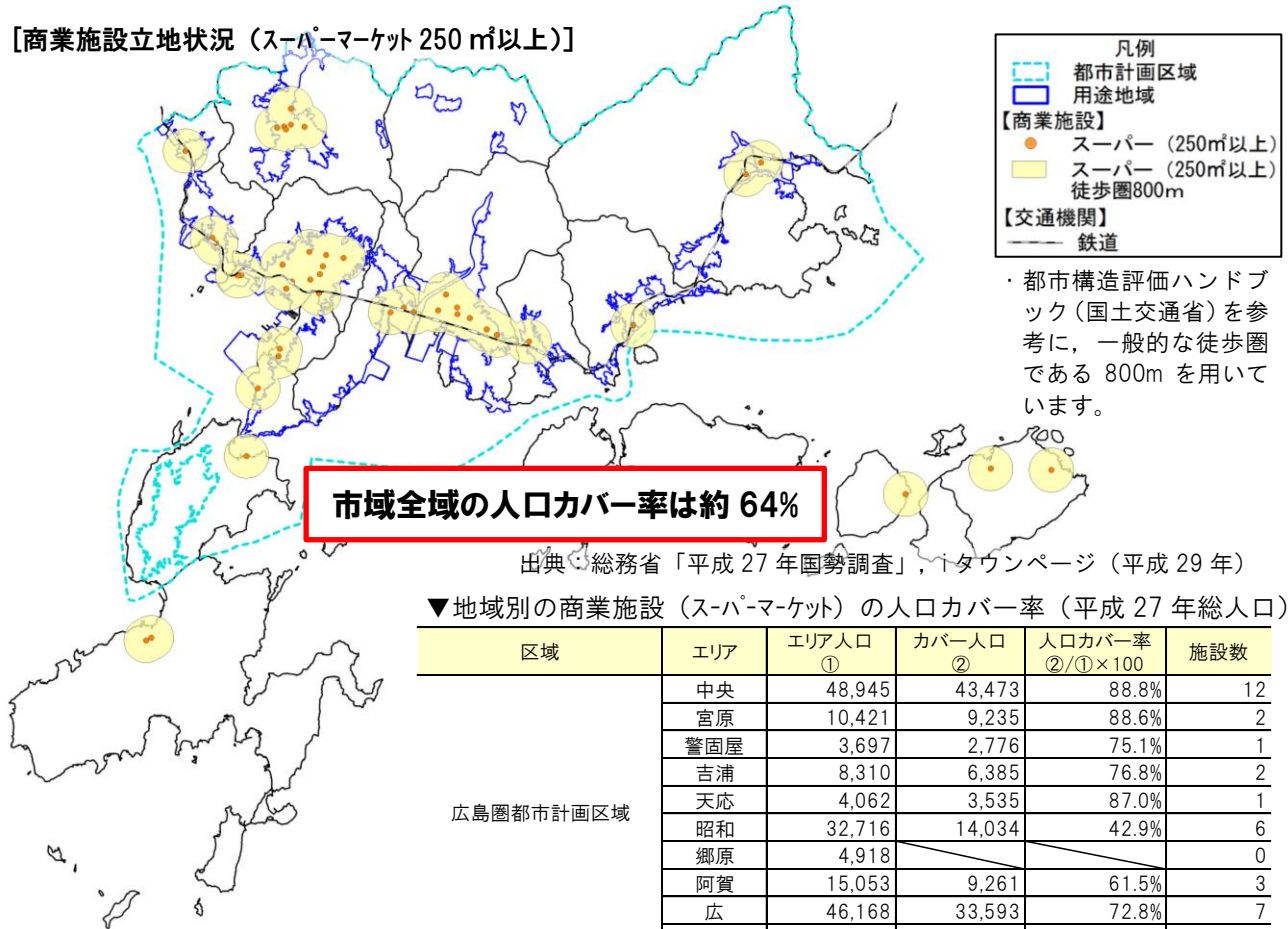 [商業施設立地状況（スーパーマーケット 250 ㎡以上）]
凡例
都市計画区域
用途地域
【商業施設】
スーパー（250㎡以上）
スーパー（250㎡以上）
徒歩圏800m
【交通機関】
鉄道
・都市構造評価ハンドブ
ック（国土交通省）を参
考に，一般的な徒歩圏
である 800m を用いて
います。
市域全域の人口カバー率は約 64%
出典：総務省「平成 27 年国勢調査」，i タウンページ（平成 29 年）
▼地域別の商業施設（スーパーマーケット）の人口カバー率（平成 27 年総人口）
区域 エリア エリア人口 カバー人口 人口カバー率 施設数
① ② ②/①×100
中央 48,945 43,473 88.8% 12
宮原 10,421 9,235 88.6% 2
警固屋 3,697 2,776 75.1% 1
吉浦 8,310 6,385 76.8% 2
広島圏都市計画区域 天応 4,062 3,535 87.0% 1
昭和 32,716 14,034 42.9% 6
郷原 4,918 0
阿賀 15,053 9,261 61.5% 3
広 46,168 33,593 72.8% 7